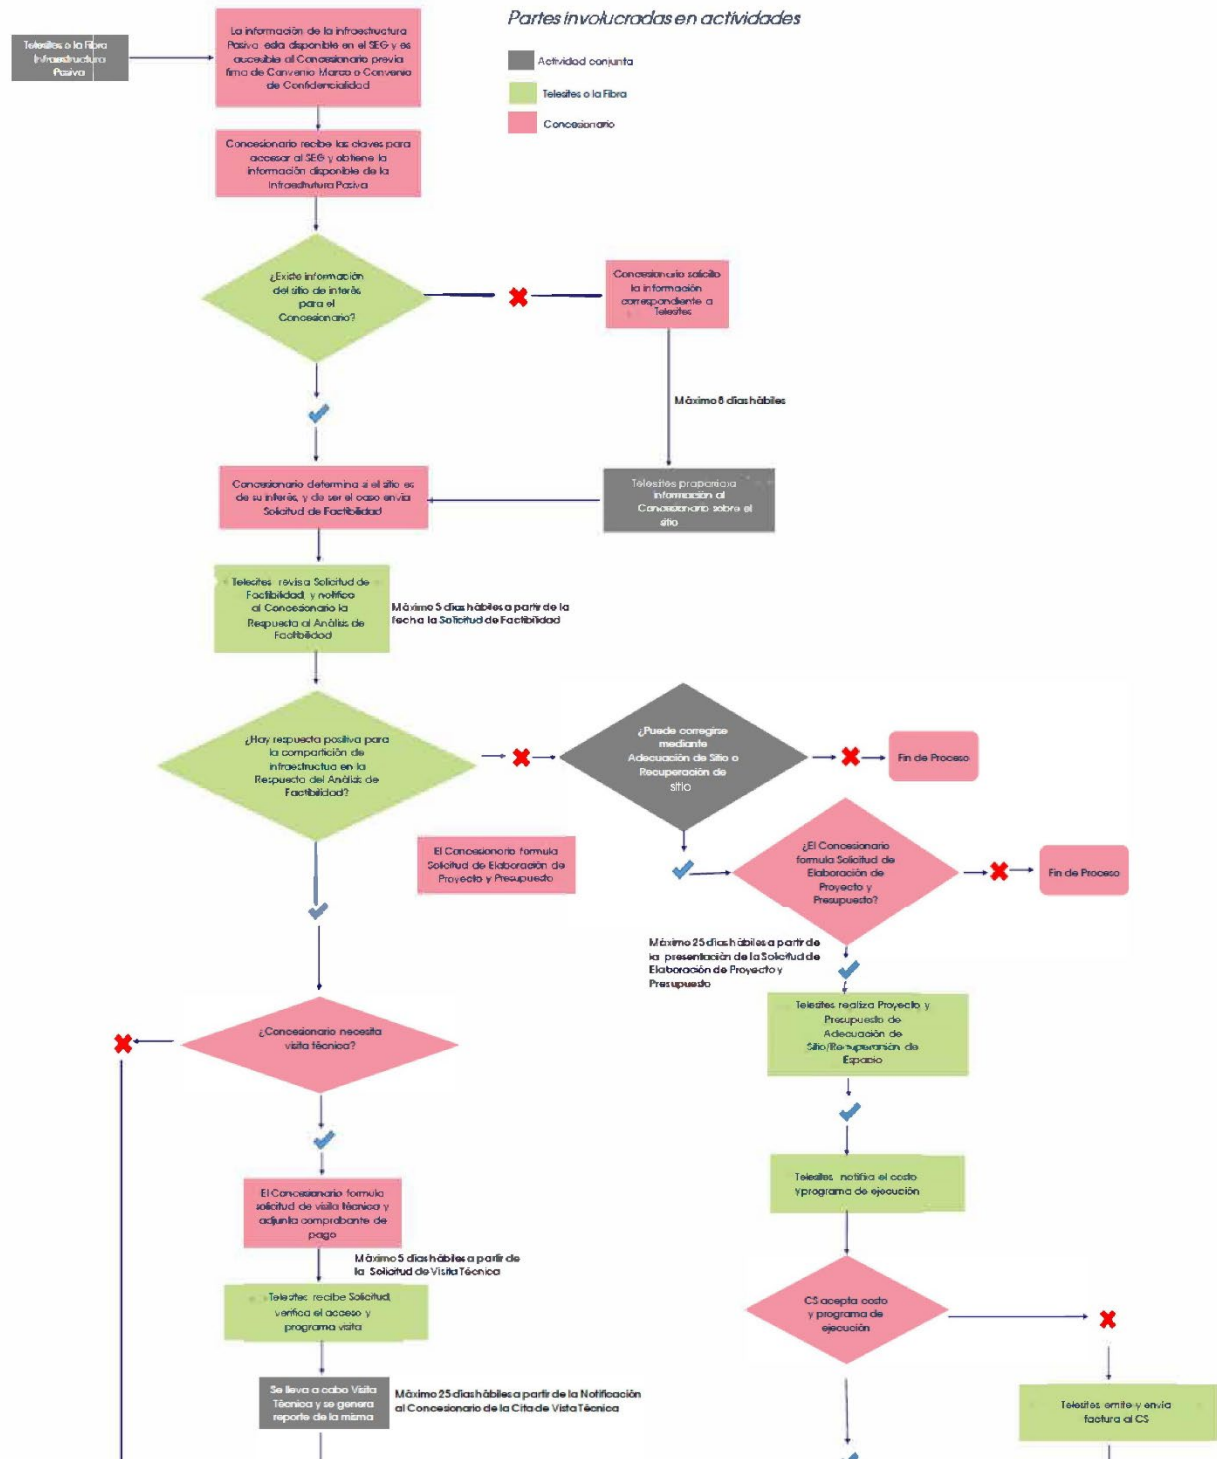 Partes involucradas en actividades
Telesites o la Fibra
Infraestructura
Pasiva
La información de la infraestructura
Pasiva esta disponible en el SEG y es
accesible al Concesionario previa
firma de Convenio Marco o Convenio
de Confidencialidad
Actividad conjunta
Telesites o la Fibra
Concesionario
Concesionario recibe las claves para
accesar al SEG y obtiene la
información disponible de la
Infraestrutura Pasiva
¿Existe información
del sitio de interés
para el
Concesionario?
Concesionario solicito
la información
correspondiente a
Telesites
Máximo 8 días hábiles
Concesionario determina si el sitio es
de su interés, y de ser el caso envía
Solicitud de Factibilidad
Telesites
información al
Concesionario sobre el
sitio
Telesites revisa Solicitud de
Factibilidad, y notifica
al Concesionario la
Respuesta al Análisis de
Factibilidad
Máximo 5 días hábiles a partir de la
fecha la Solicitud de Factibilidad
¿Hay respuesta positiva para
la compartición de
infraestructua en la
Respuesta del Análisis de
Factibilidad?
¿Puede corregirse
mediante
Adecuación de Sitio o
Recuperación de
sitio
Fin de Proceso
El Concesionario formula
Solicitud de Elaboración de
Proyecto y Presupuesto
¿El Concesionario
formula Solicitud de
Elaboración de
Proyecto y
Presupuesto?
Fin de Proceso
Máximo 25 días hábiles a partir de
la presentación de la Solicitud de
Elaboración de Proyecto y
Presupuesto
Telesites realiza Proyecto y
Presupuesto de
Adecuación de
Sitio/Recuperación de
Espacio
¿Concesionario necesita
visita técnica?
Telesites notifica el costo
y programa de ejecución
El Concesionario formula
solicitud de visita técnica y
adjunta comprobante de
pago
Máximo 5 días hábiles a partir de
la Solicitud de Visita Técnica
Telesites recibe Solicitud,
verifica el acceso y
programa visita
CS acepta costo
y programa de
ejecución
Se lleva a cabo Visita
Técnica y se genera
reporte de la misma
Máximo 25 días hábiles a partir de la Notificación
al Concesionario de la Cita de Vista Técnica
Telesites emite y envía
factura al CS